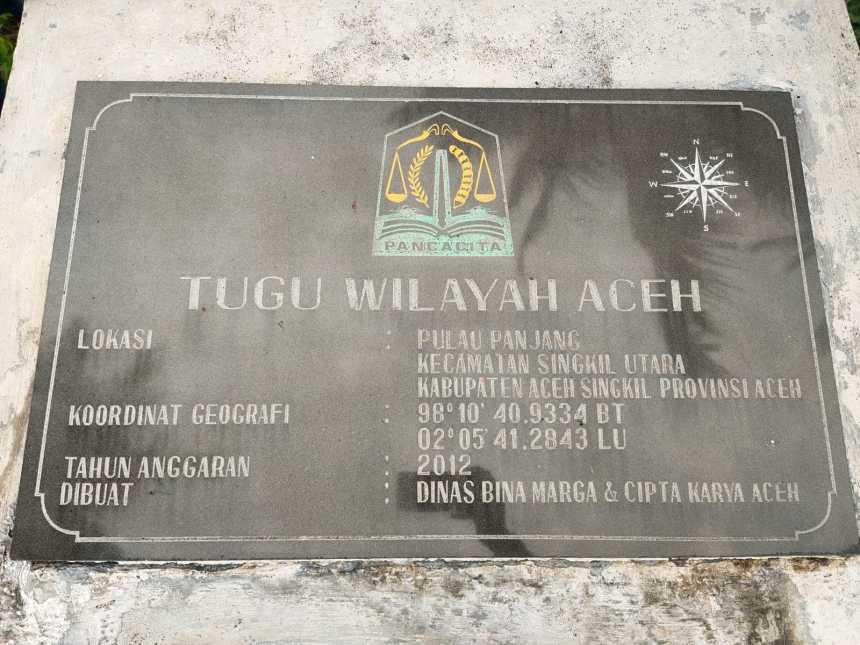 PANCACITA
N
W E
S
TUGU WILAYAH ACEH
LOKASI : PULAU PANJANG
KECAMATAN SINGKIL UTARA
KABUPATEN ACEH SINGKIL PROVINSI ACEH
KOORDINAT GEOGRAFI : 98° 10' 40.9334 BT
02° 05' 41.2843 LU
TAHUN ANGGARAN : 2012
DIBUAT : DINAS BINA MARGA & CIPTA KARYA ACEH